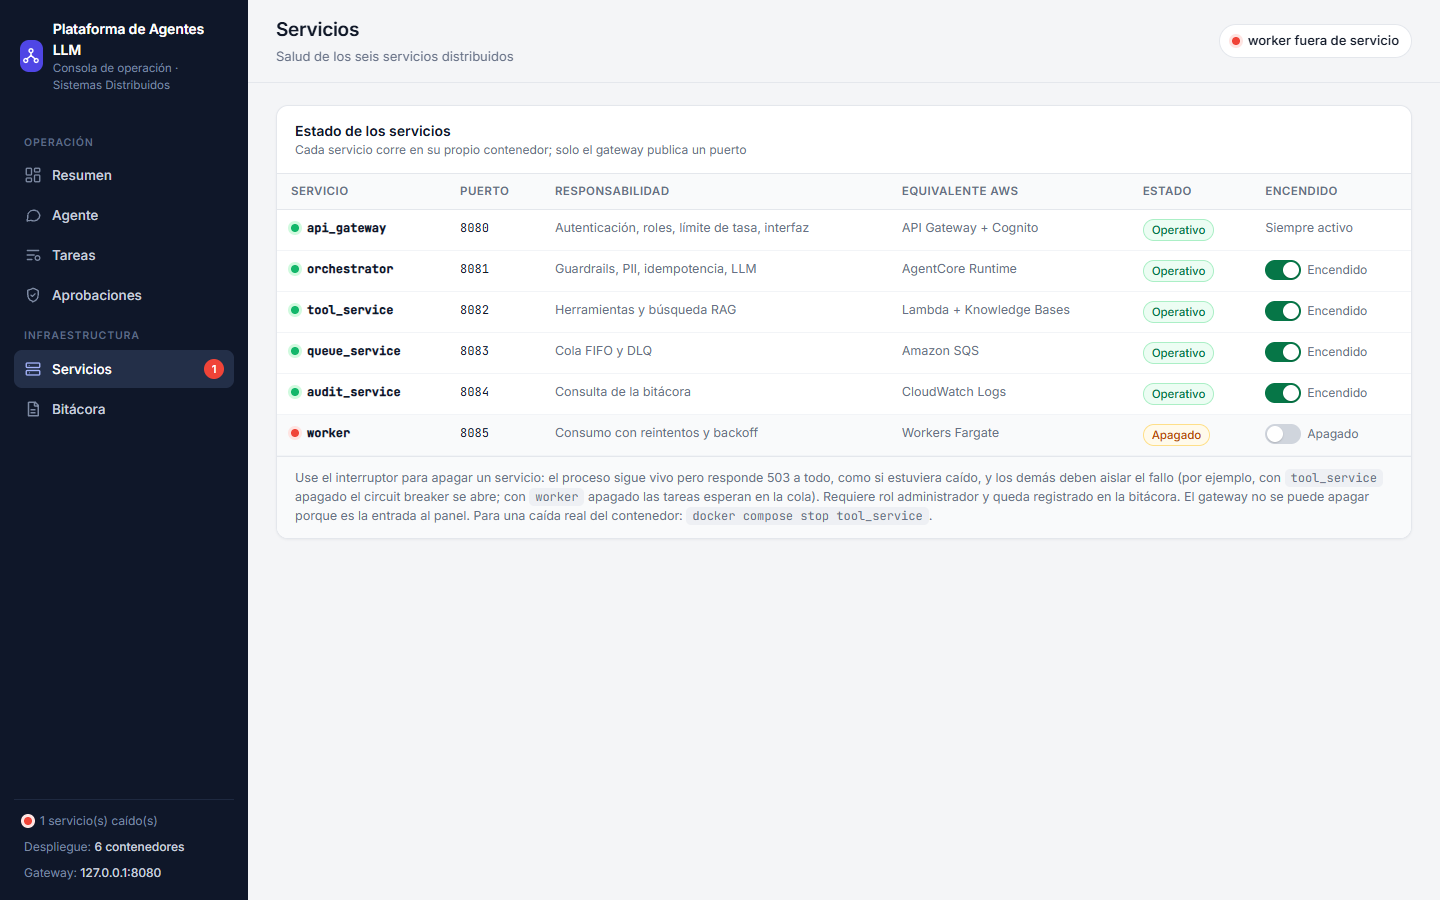 Plataforma de Agentes
LLM
Consola de operación ·
Sistemas Distribuidos
OPERACIÓN
Resumen
Agente
Tareas
Aprobaciones
INFRAESTRUCTURA
Servicios 1
Bitácora
1 servicio(s) caído(s)
Despliegue: 6 contenedores
Gateway: 127.0.0.1:8080
Servicios
Salud de los seis servicios distribuidos
worker fuera de servicio
Estado de los servicios
Cada servicio corre en su propio contenedor; solo el gateway publica un puerto
SERVICIO PUERTO RESPONSABILIDAD EQUIVALENTE AWS ESTADO ENCENDIDO
api_gateway 8080 Autenticación, roles, límite de tasa, interfaz API Gateway + Cognito Operativo Siempre activo
orchestrator 8081 Guardrails, PII, idempotencia, LLM AgentCore Runtime Operativo Encendido
tool_service 8082 Herramientas y búsqueda RAG Lambda + Knowledge Bases Operativo Encendido
queue_service 8083 Cola FIFO y DLQ Amazon SQS Operativo Encendido
audit_service 8084 Consulta de la bitácora CloudWatch Logs Operativo Encendido
worker 8085 Consumo con reintentos y backoff Workers Fargate Apagado Apagado
Use el interruptor para apagar un servicio: el proceso sigue vivo pero responde 503 a todo, como si estuviera caído, y los demás deben aislar el fallo (por ejemplo, con tool_service
apagado el circuit breaker se abre; con worker apagado las tareas esperan en la cola). Requiere rol administrador y queda registrado en la bitácora. El gateway no se puede apagar
porque es la entrada al panel. Para una caída real del contenedor: docker compose stop tool_service.